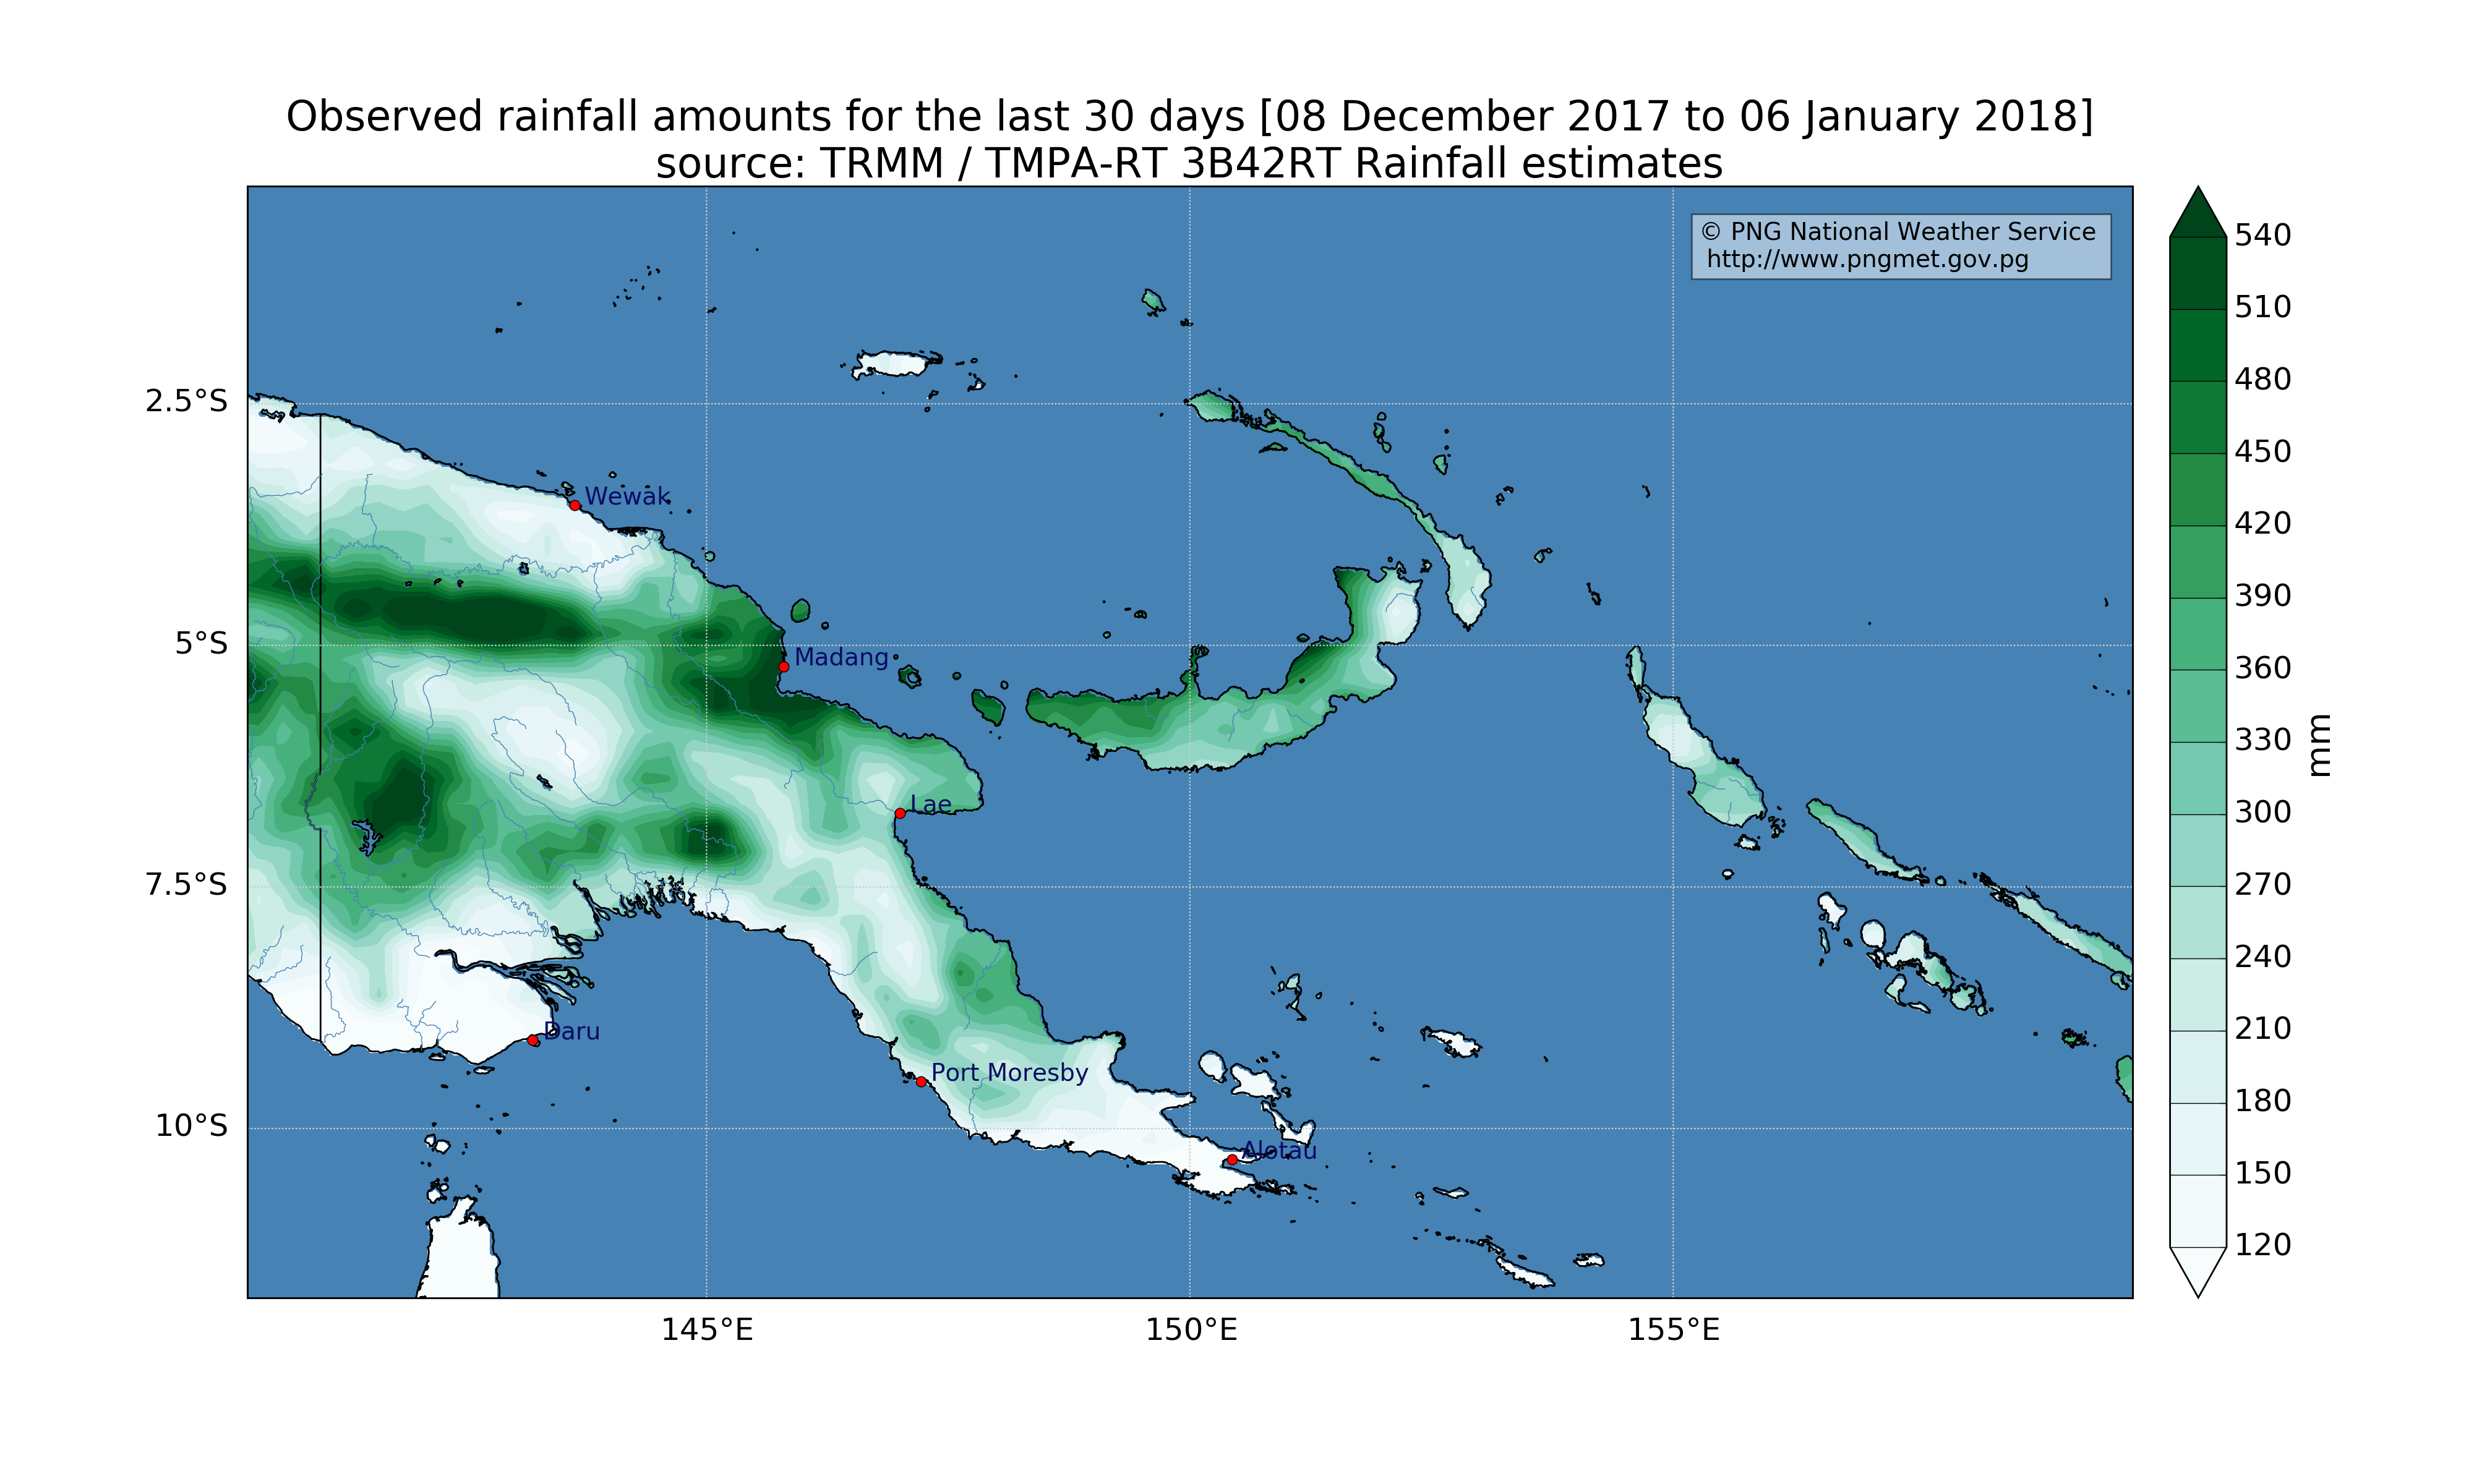 Observed rainfall amounts for the last 30 days [08 December 2017 to 06 January 2018]
source: TRMM / TMPA-RT 3B42RT Rainfall estimates
© PNG National Weather Service
http://www.pngmet.gov.pg
540
510
480
450
420
390
360
330
300
270
240
210
180
150
120
mm
2.5°S
5°S
7.5°S
10°S
Wewak
Madang
Lae
Daru
Port Moresby
Alotau
145°E
150°E
155°E